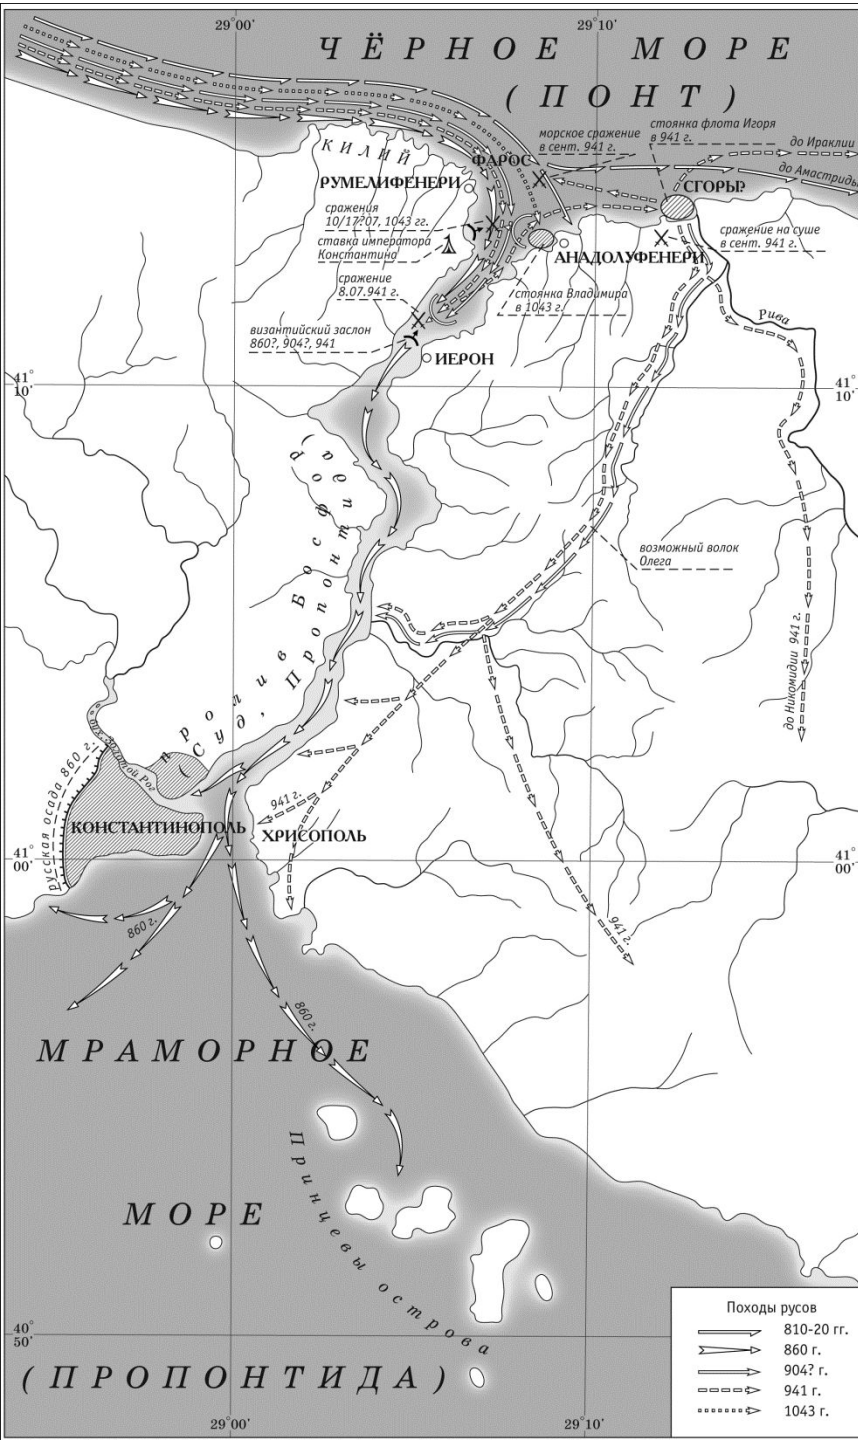 29°00'
29°10'
ЧЁРНОЕ МОРЕ
(ПОНТ)
морское сражение
в сент. 941 г.
стоянка флота Игоря
в 941 г.
до Ираклии
до Амастриды
КИЛИЙ
ФАРОС
РУМЕЛИФЕНЕРИ
СГОРЫ?
сражения
10/17?07, 1043 гг.
ставка императора
Константина
АНАДОЛУФЕНЕРИ
сражение на суше
в сент. 941 г.
сражение
8.07.941 г.
стоянка Владимира
в 1043 г.
византийский заслон
860?, 904?, 941
Рива
ИЕРОН
41°
10'
41°
10'
пролив Босфор
(Суд, Пропонтида)
возможный волок
Олега
до Никомидии 941 г.
бух. Золотой Рог
Русская осада 860 г.
941 г.
КОНСТАНТИНОПОЛЬ
ХРИСОПОЛЬ
41°
00'
41°
00'
860 г.
941 г.
860 г.
МРАМОРНОЕ
МОРЕ
Принцевы острова
40°
50'
(ПРОПОНТИДА)
Походы русов
810-20 гг.
860 г.
904? г.
941 г.
1043 г.
29°00'
29°10'